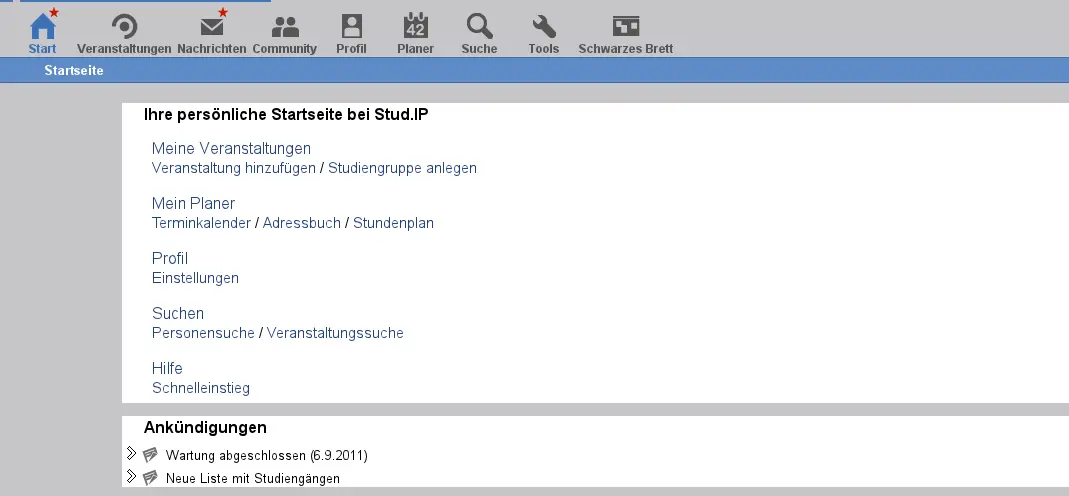 42
Start Veranstaltungen Nachrichten Community Profil Planer Suche Tools Schwarzes Brett
Startseite
Ihre persönliche Startseite bei Stud.IP
Meine Veranstaltungen
Veranstaltung hinzufügen / Studiengruppe anlegen
Mein Planer
Terminkalender / Adressbuch / Stundenplan
Profil
Einstellungen
Suchen
Personensuche / Veranstaltungssuche
Hilfe
Schnelleinstieg
Ankündigungen
Wartung abgeschlossen (6.9.2011)
Neue Liste mit Studiengängen